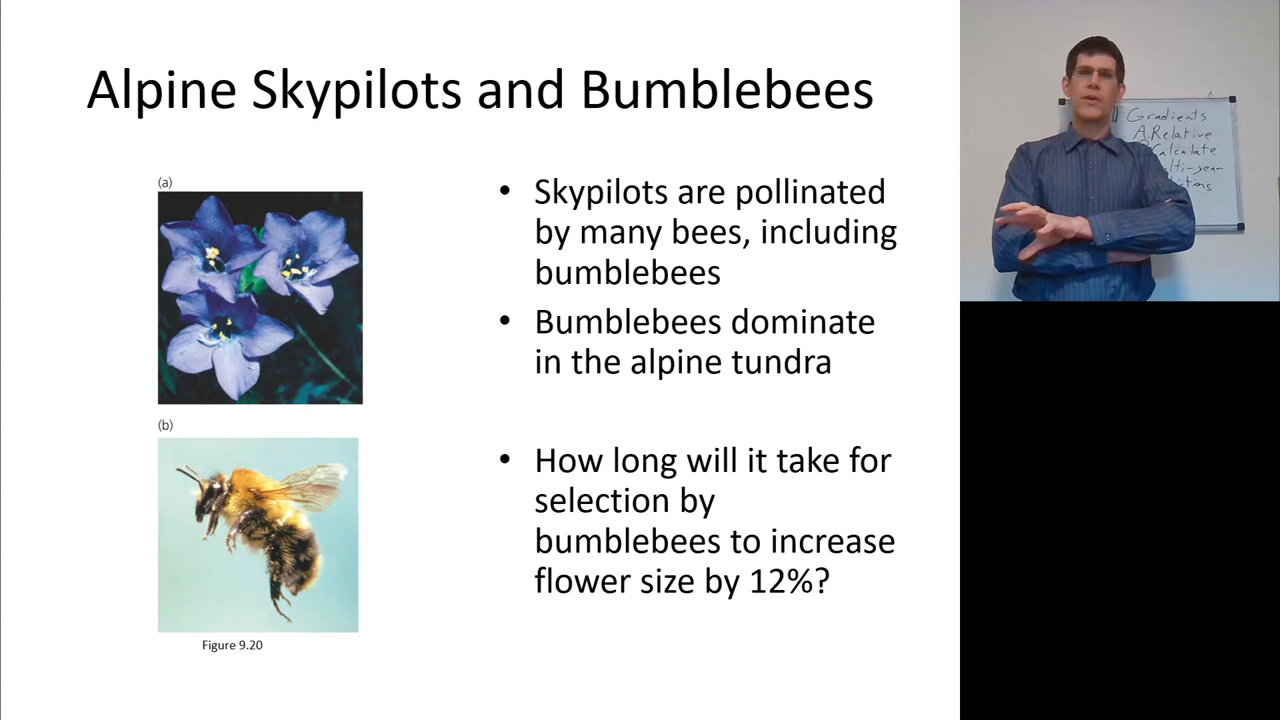 Alpine Skypilots and Bumblebees
(a)
(b)
Figure 9.20
• Skypilots are pollinated
by many bees, including
bumblebees
• Bumblebees dominate
in the alpine tundra
• How long will it take for
selection by
bumblebees to increase
flower size by 12%?
Gradients
A. Relative
Calculate